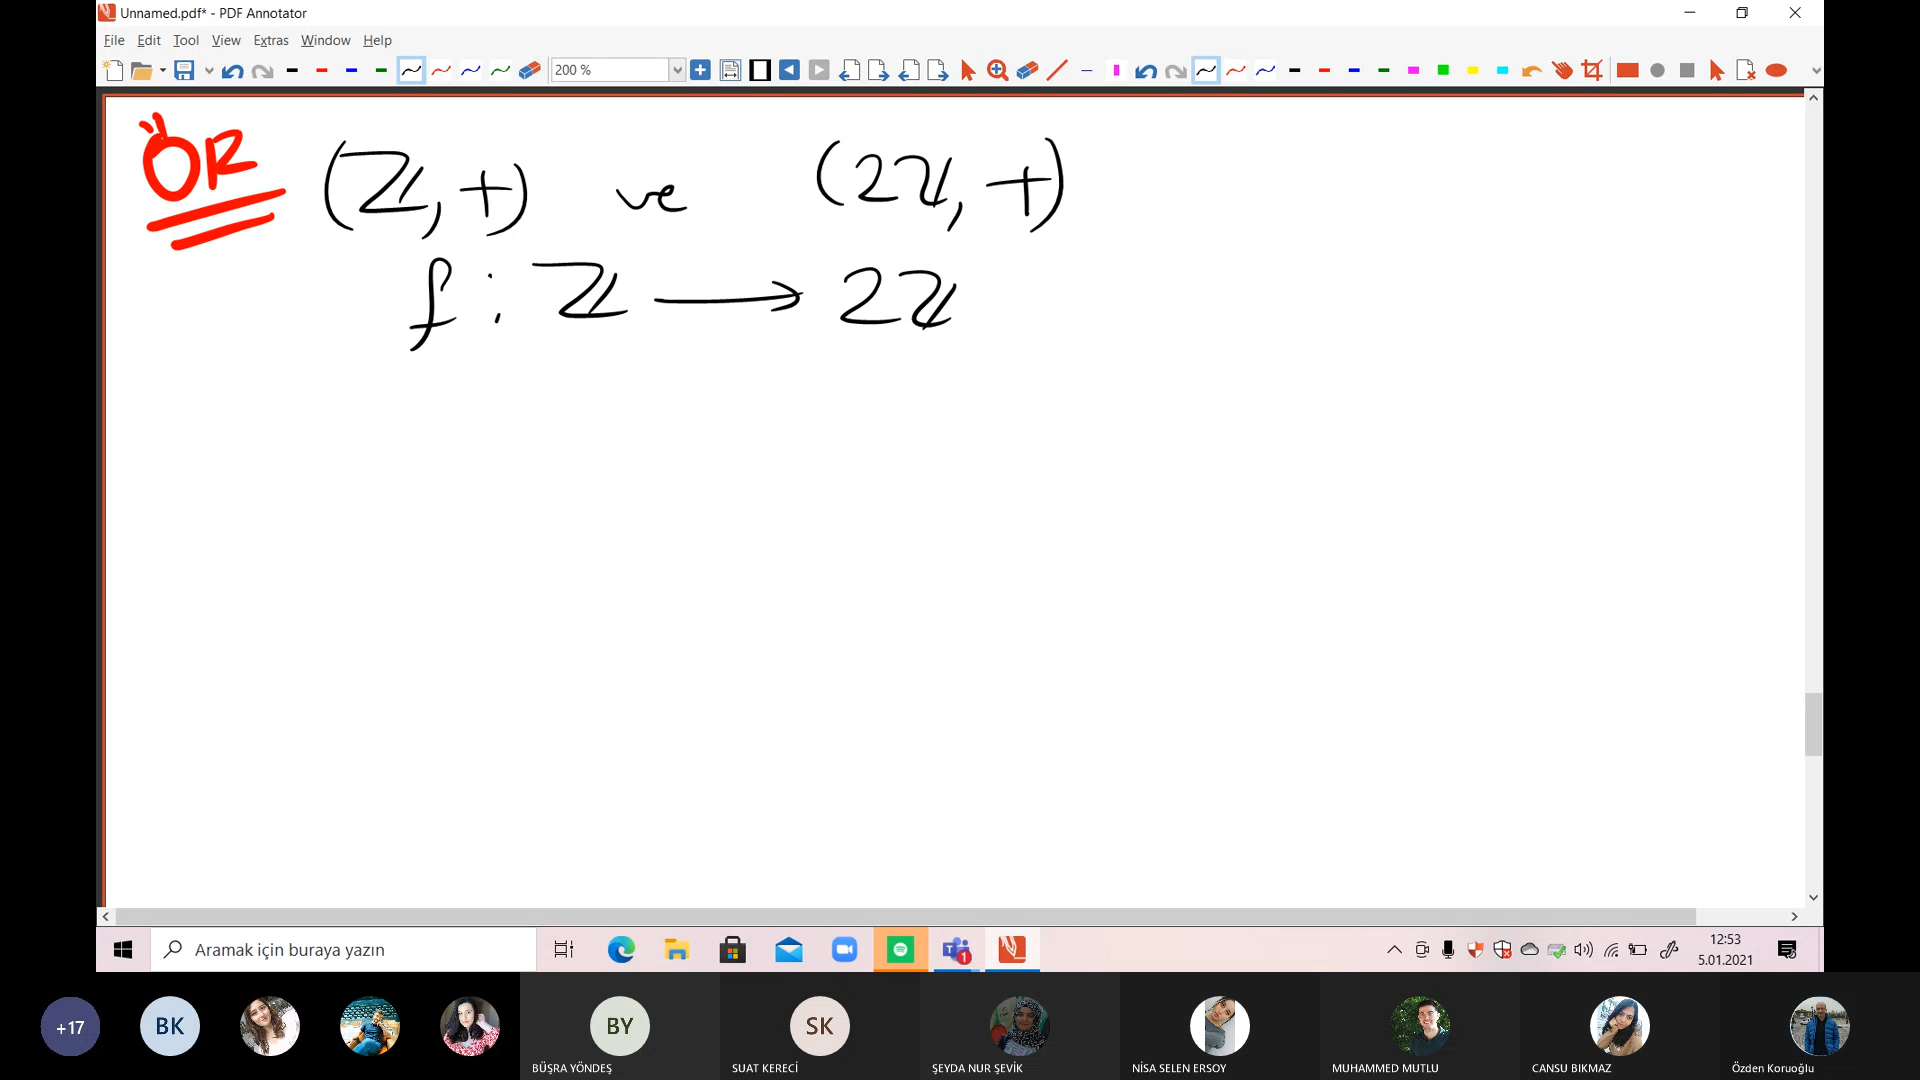 Unnamed.pdf* - PDF Annotator
File Edit Tool View Extras Window Help
200 %
ÖR (ℤ, +) ve (2ℤ, +)
f : ℤ ⟶ 2ℤ
Aramak için buraya yazın
1
12:53
5.01.2021
+17 BK BY SK
BÜŞRA YÖNDEŞ SUAT KERECİ ŞEYDA NUR ŞEVİK NİSA SELEN ERSOY MUHAMMED MUTLU CANSU BIKMAZ Özden Koruoğlu